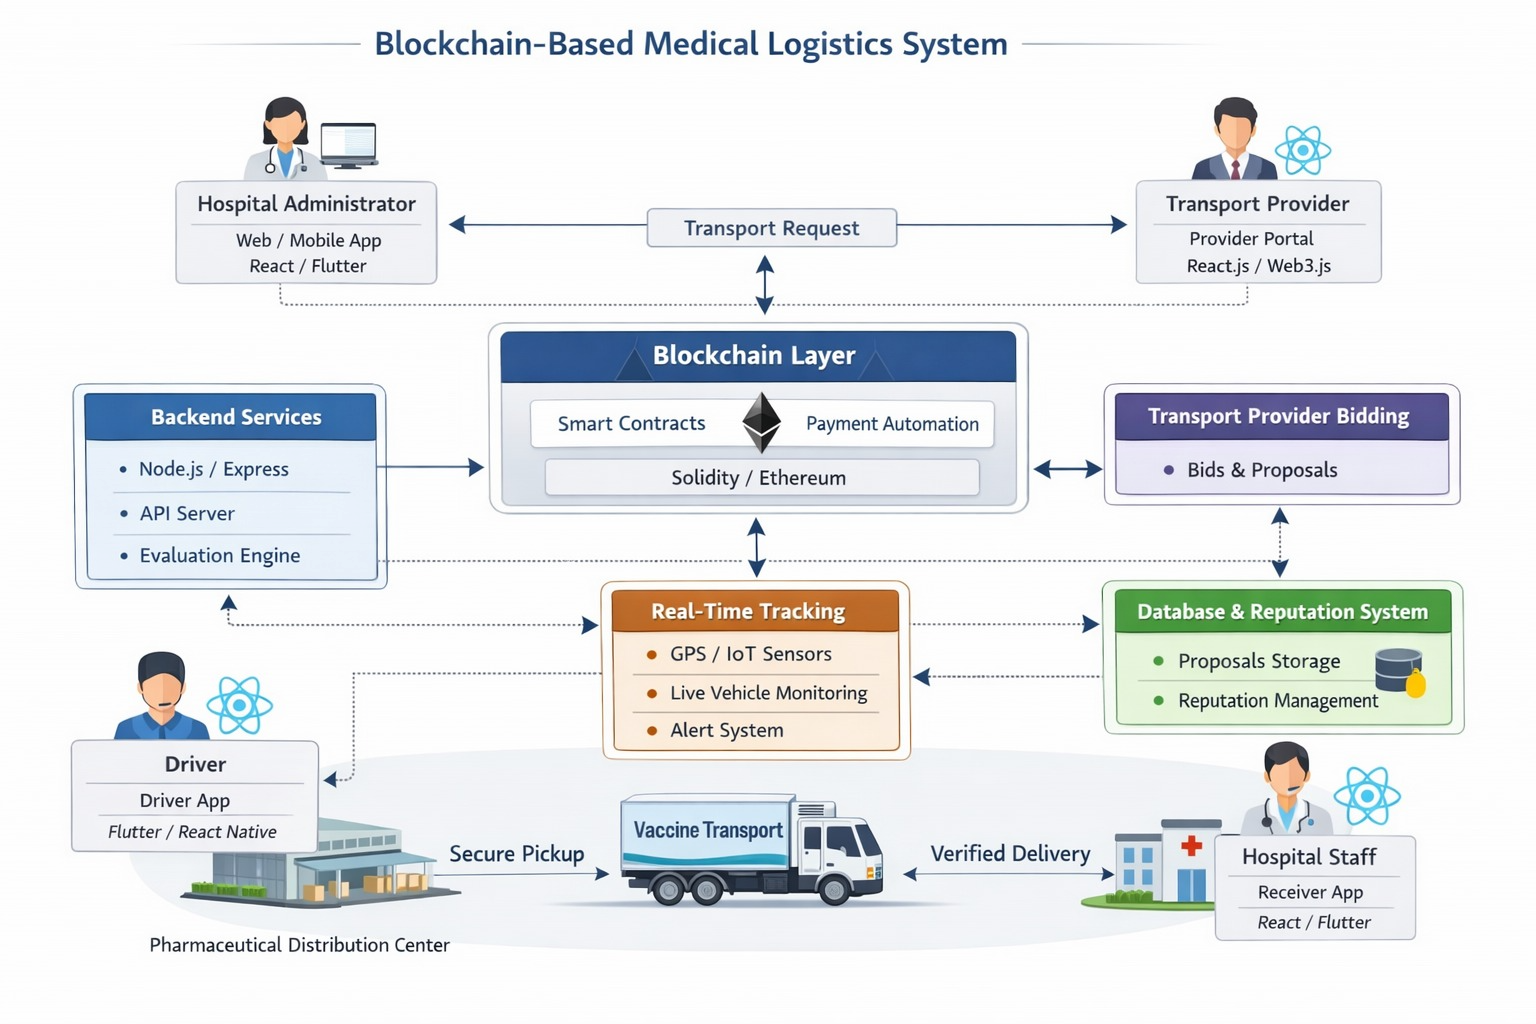 Blockchain-Based Medical Logistics System
Hospital Administrator
Web / Mobile App
React / Flutter
Transport Request
Transport Provider
Provider Portal
React.js / Web3.js
Blockchain Layer
Smart Contracts
Payment Automation
Solidity / Ethereum
Backend Services
• Node.js / Express
• API Server
• Evaluation Engine
Transport Provider Bidding
• Bids & Proposals
Real-Time Tracking
• GPS / IoT Sensors
• Live Vehicle Monitoring
• Alert System
Database & Reputation System
• Proposals Storage
• Reputation Management
Driver
Driver App
Flutter / React Native
Secure Pickup
Vaccine Transport
Verified Delivery
Hospital Staff
Receiver App
React / Flutter
Pharmaceutical Distribution Center